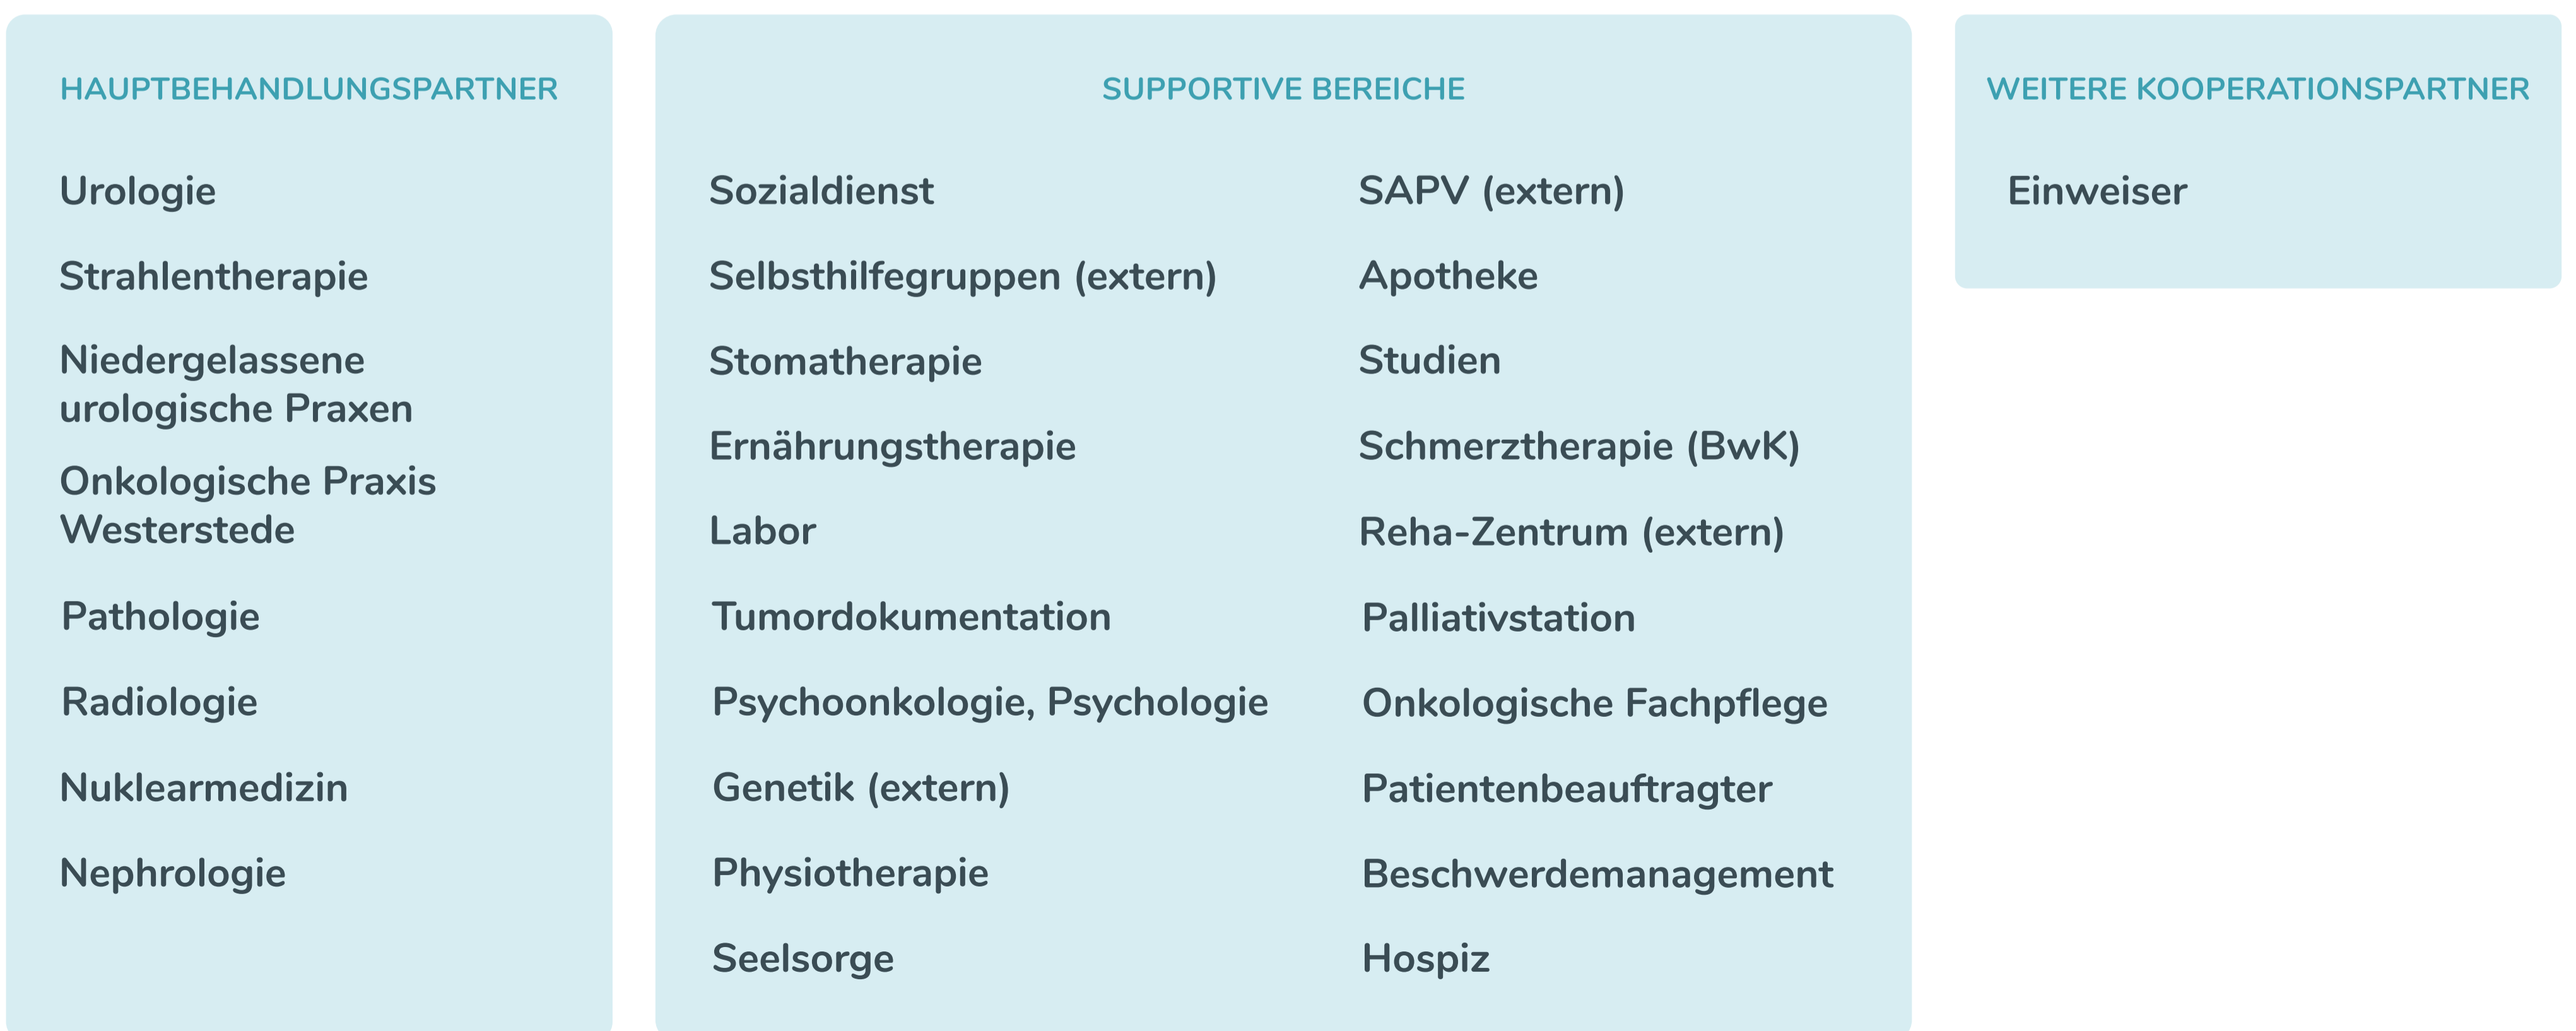 HAUPTBEHANDLUNGSPARTNER
Urologie
Strahlentherapie
Niedergelassene
urologische Praxen
Onkologische Praxis
Westerstede
Pathologie
Radiologie
Nuklearmedizin
Nephrologie
SUPPORTIVE BEREICHE
Sozialdienst
Selbsthilfegruppen (extern)
Stomatherapie
Ernährungstherapie
Labor
Tumordokumentation
Psychoonkologie, Psychologie
Genetik (extern)
Physiotherapie
Seelsorge
SAPV (extern)
Apotheke
Studien
Schmerztherapie (BwK)
Reha-Zentrum (extern)
Palliativstation
Onkologische Fachpflege
Patientenbeauftragter
Beschwerdemanagement
Hospiz
WEITERE KOOPERATIONSPARTNER
Einweiser